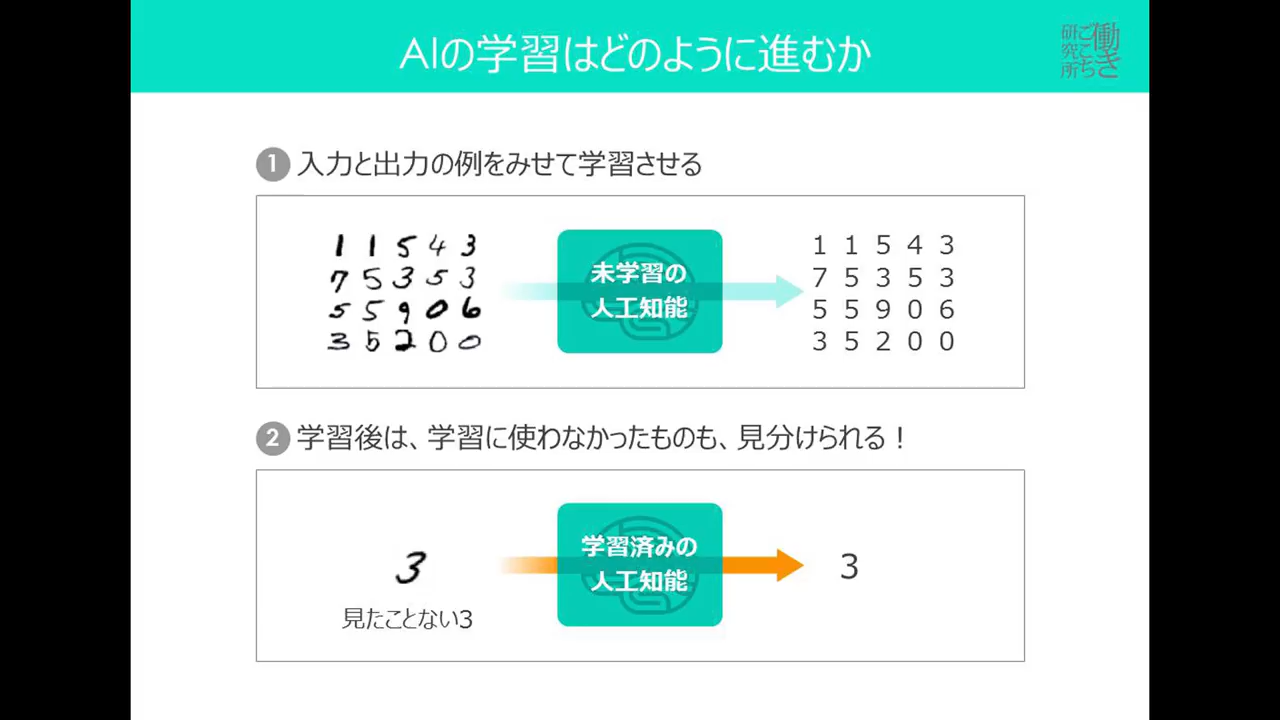 AIの学習はどのように進むか
働き
ごこち
研究所
1 入力と出力の例をみせて学習させる
1 1 5 4 3
7 5 3 5 3
5 5 9 0 6
3 5 2 0 0
未学習の
人工知能
1 1 5 4 3
7 5 3 5 3
5 5 9 0 6
3 5 2 0 0
2 学習後は、学習に使わなかったものも、見分けられる！
3
見たことない3
学習済みの
人工知能
3